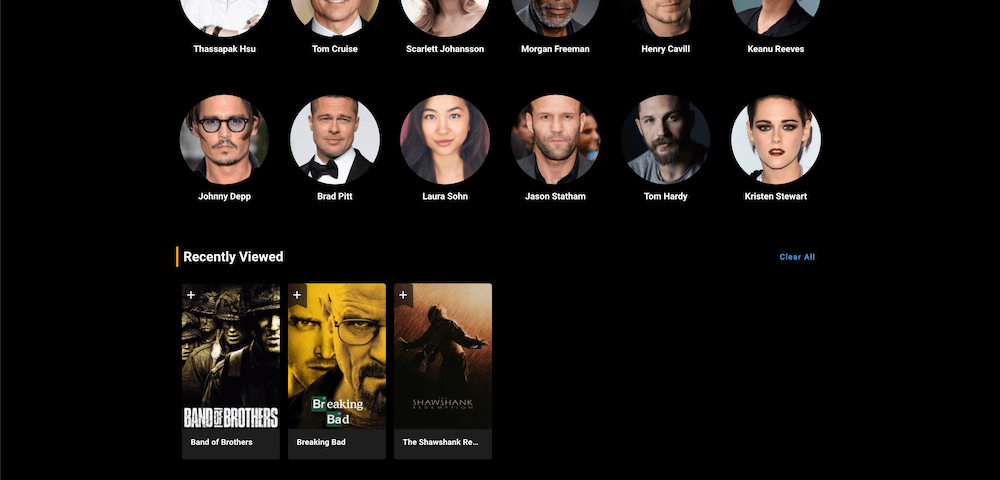 Thassapak Hsu
Tom Cruise
Scarlett Johansson
Morgan Freeman
Henry Cavill
Keanu Reeves
Johnny Depp
Brad Pitt
Laura Sohn
Jason Statham
Tom Hardy
Kristen Stewart
Recently Viewed
Clear All
+
+
+
BAND OF BROTHERS
Breaking
Bad
THE
SHAWSHANK
REDEMPTION
Band of Brothers
Breaking Bad
The Shawshank Re...